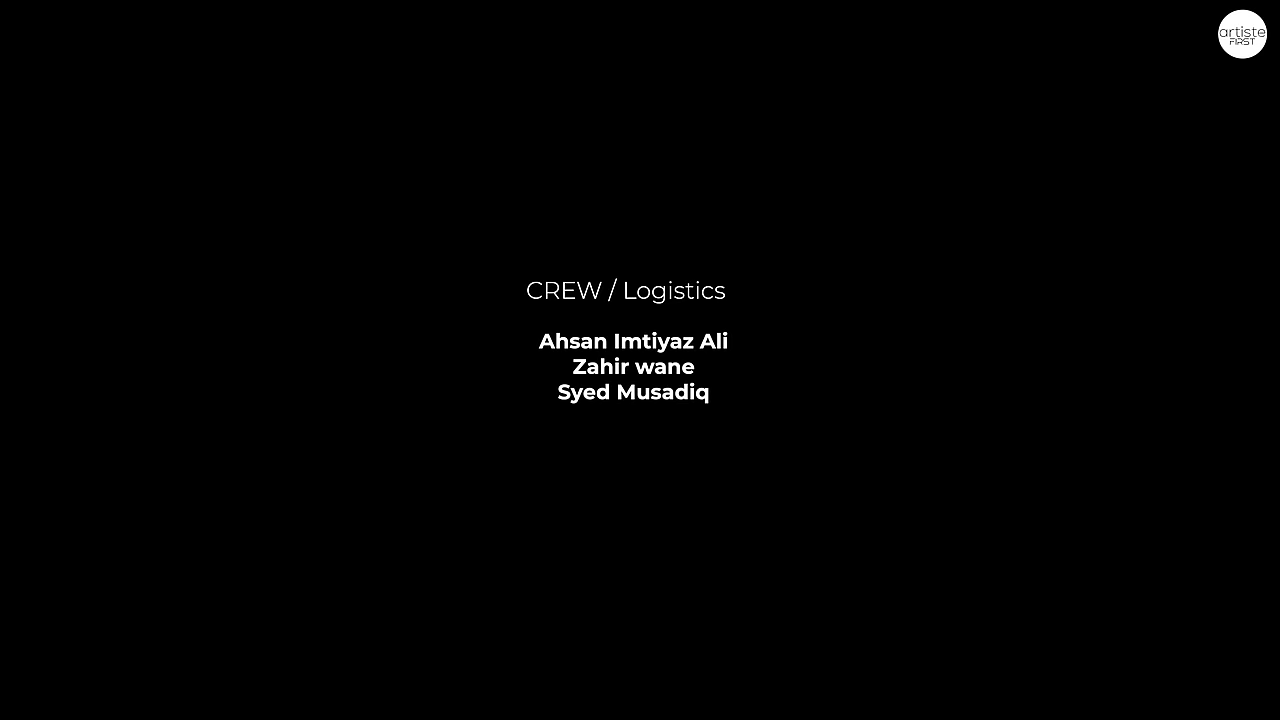 artiste
FIRST
CREW / Logistics
Ahsan Imtiyaz Ali
Zahir wane
Syed Musadiq